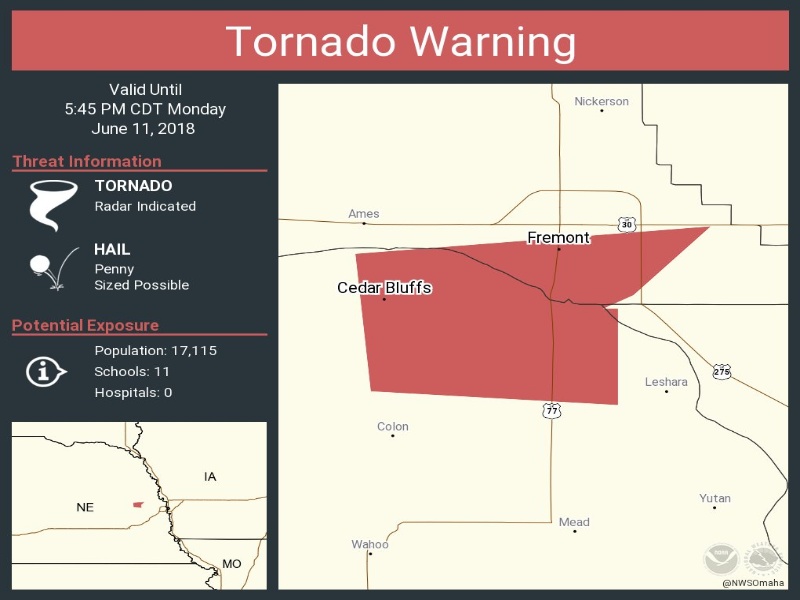 Tornado Warning
Valid Until
5:45 PM CDT Monday
June 11, 2018
Threat Information
TORNADO
Radar Indicated
HAIL
Penny
Sized Possible
Potential Exposure
Population: 17,115
Schools: 11
Hospitals: 0
NE
IA
MO
Nickerson
Ames
30
Fremont
Cedar Bluffs
275
Leshara
77
Colon
Yutan
Mead
Wahoo
@NWSOmaha